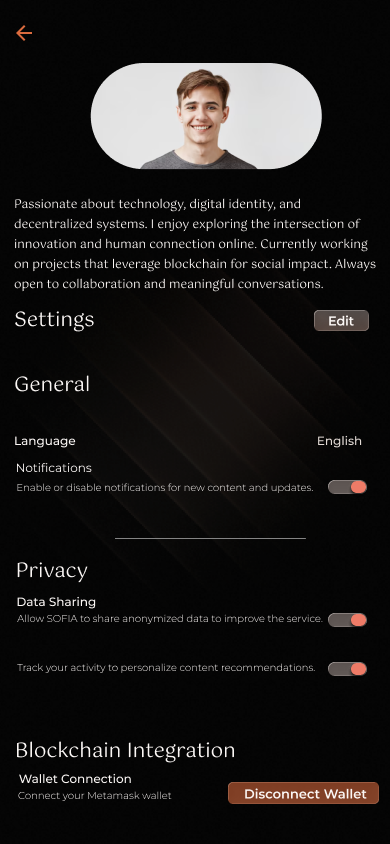 Passionate about technology, digital identity, and
decentralized systems. I enjoy exploring the intersection of
innovation and human connection online. Currently working
on projects that leverage blockchain for social impact. Always
open to collaboration and meaningful conversations.
Settings
Edit
General
Language
English
Notifications
Enable or disable notifications for new content and updates.
Privacy
Data Sharing
Allow SOFIA to share anonymized data to improve the service.
Track your activity to personalize content recommendations.
Blockchain Integration
Wallet Connection
Connect your Metamask wallet
Disconnect Wallet